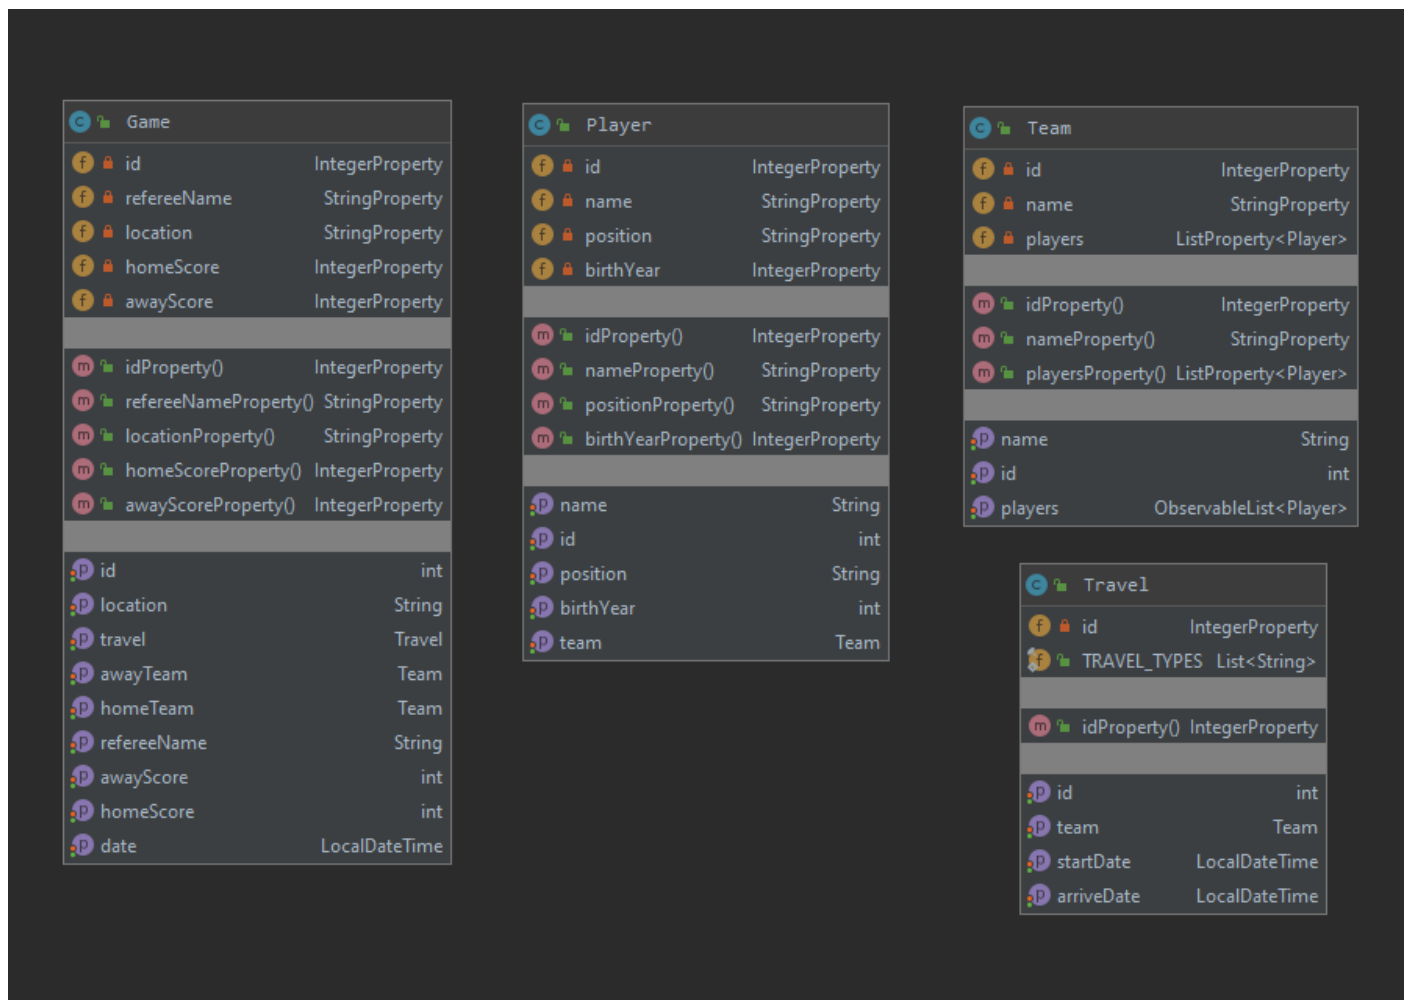 Game
id IntegerProperty
refereeName StringProperty
location StringProperty
homeScore IntegerProperty
awayScore IntegerProperty
idProperty() IntegerProperty
refereeNameProperty() StringProperty
locationProperty() StringProperty
homeScoreProperty() IntegerProperty
awayScoreProperty() IntegerProperty
id int
location String
travel Travel
awayTeam Team
homeTeam Team
refereeName String
awayScore int
homeScore int
date LocalDateTime
Player
id IntegerProperty
name StringProperty
position StringProperty
birthYear IntegerProperty
idProperty() IntegerProperty
nameProperty() StringProperty
positionProperty() StringProperty
birthYearProperty() IntegerProperty
name String
id int
position String
birthYear int
team Team
Team
id IntegerProperty
name StringProperty
players ListProperty<Player>
idProperty() IntegerProperty
nameProperty() StringProperty
playersProperty() ListProperty<Player>
name String
id int
players ObservableList<Player>
Travel
id IntegerProperty
TRAVEL_TYPES List<String>
idProperty() IntegerProperty
id int
team Team
startDate LocalDateTime
arriveDate LocalDateTime